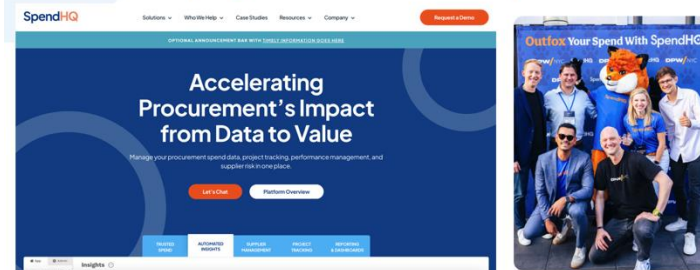 SpendHQ
Solutions Who We Help Case Studies Resources Company Request a Demo
OPTIONAL ANNOUNCEMENT BAR WITH TIMELY INFORMATION GOES HERE
Accelerating
Procurement's Impact
from Data to Value
Manage your procurement spend data, project tracking, performance management, and
supplier risk in one place.
Let's Chat Platform Overview
TRUSTED SPEND
AUTOMATED INSIGHTS
SUPPLIER MANAGEMENT
PROJECT TRACKING
REPORTING & DASHBOARDS
Insights
Outfox Your Spend With SpendHQ
DPW/NYC